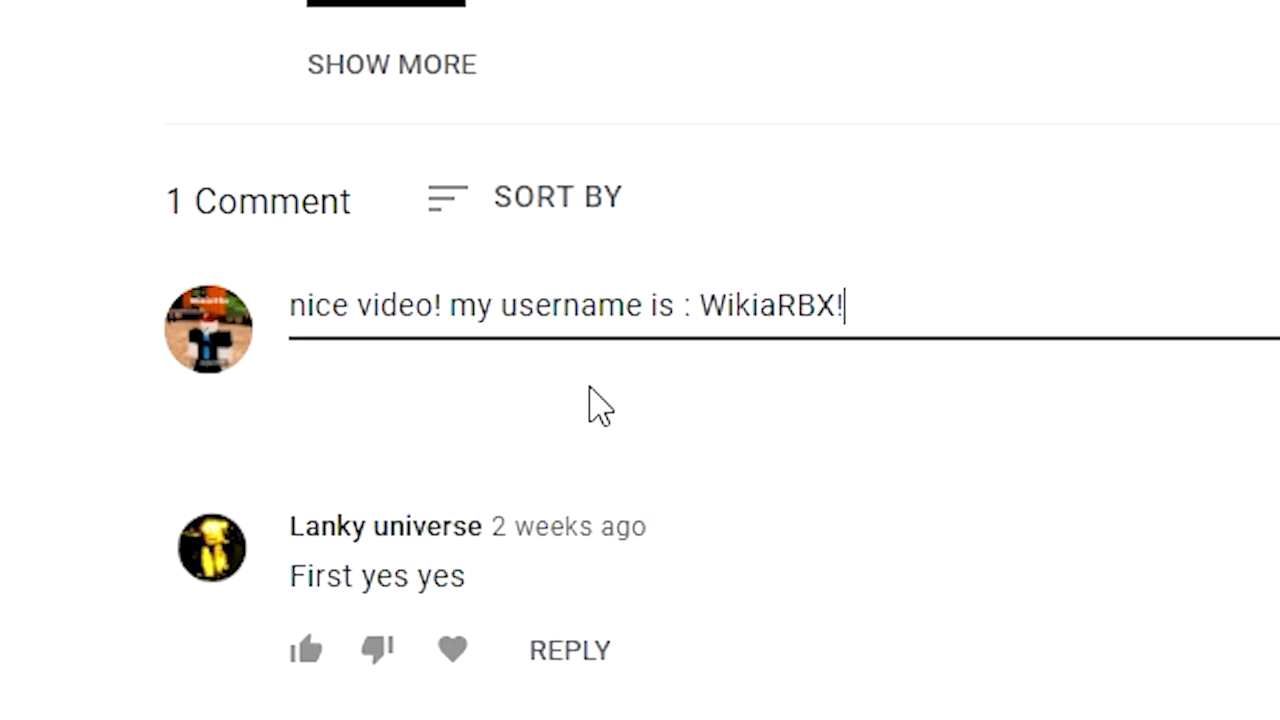 SHOW MORE
1 Comment
SORT BY
nice video! my username is : WikiaRBX!
Lanky universe 2 weeks ago
First yes yes
REPLY